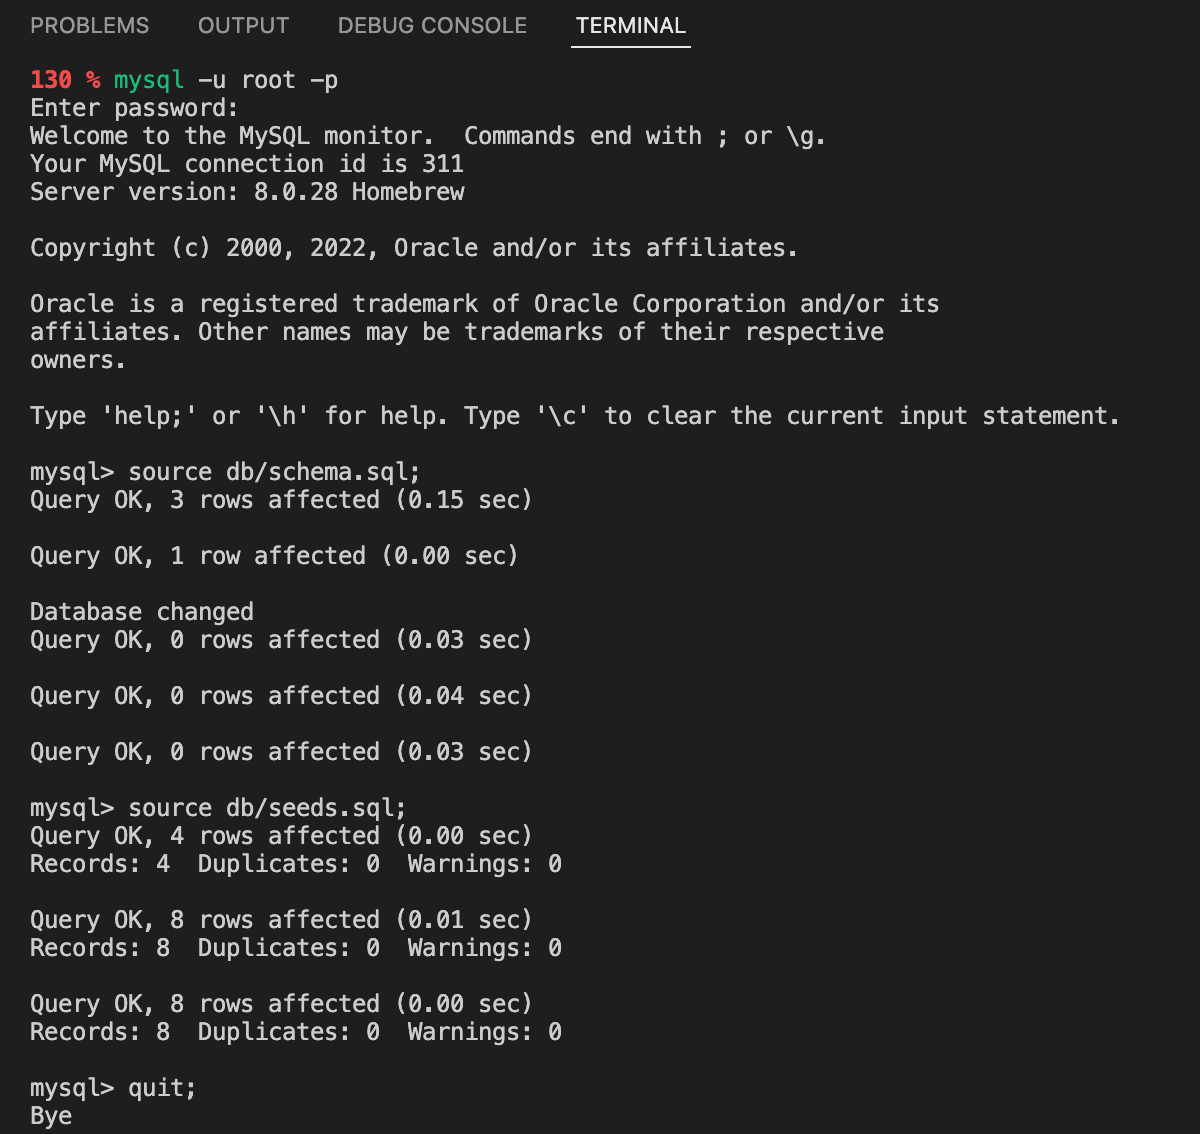 PROBLEMS OUTPUT DEBUG CONSOLE TERMINAL
130 % mysql -u root -p
Enter password:
Welcome to the MySQL monitor.  Commands end with ; or \g.
Your MySQL connection id is 311
Server version: 8.0.28 Homebrew
Copyright (c) 2000, 2022, Oracle and/or its affiliates.
Oracle is a registered trademark of Oracle Corporation and/or its
affiliates. Other names may be trademarks of their respective
owners.
Type 'help;' or '\h' for help. Type '\c' to clear the current input statement.
mysql> source db/schema.sql;
Query OK, 3 rows affected (0.15 sec)
Query OK, 1 row affected (0.00 sec)
Database changed
Query OK, 0 rows affected (0.03 sec)
Query OK, 0 rows affected (0.04 sec)
Query OK, 0 rows affected (0.03 sec)
mysql> source db/seeds.sql;
Query OK, 4 rows affected (0.00 sec)
Records: 4  Duplicates: 0  Warnings: 0
Query OK, 8 rows affected (0.01 sec)
Records: 8  Duplicates: 0  Warnings: 0
Query OK, 8 rows affected (0.00 sec)
Records: 8  Duplicates: 0  Warnings: 0
mysql> quit;
Bye